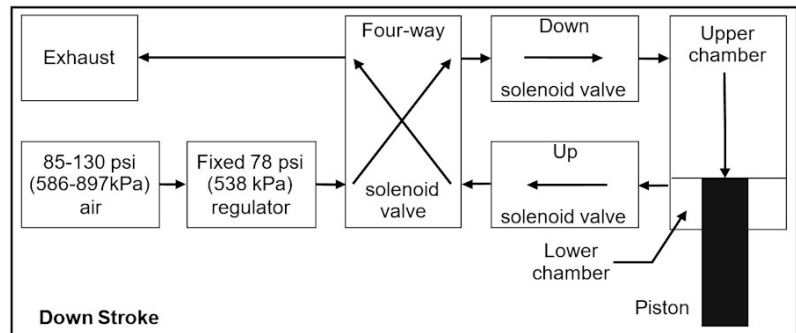 Exhaust
Four-way
solenoid valve
Down
solenoid valve
Upper
chamber
85-130 psi
(586-897kPa)
air
Fixed 78 psi
(538 kPa)
regulator
Up
solenoid valve
Lower
chamber
Piston
Down Stroke